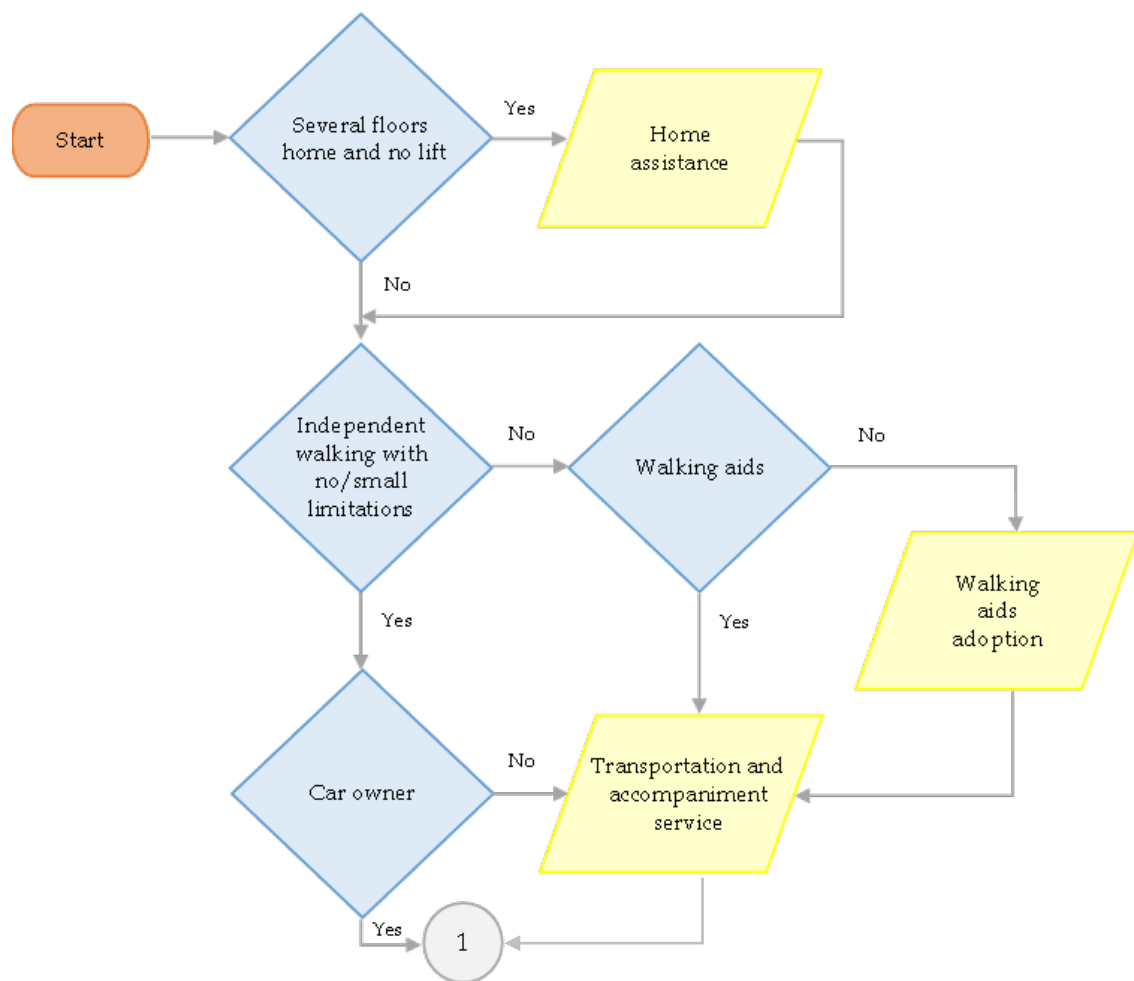 Start
Several floors
home and no lift
Yes
Home
assistance
No
Independent
walking with
no/small
limitations
No
Walking aids
No
Walking
aids
adoption
Yes
Yes
Car owner
No
Transportation and
accompaniment
service
Yes
1